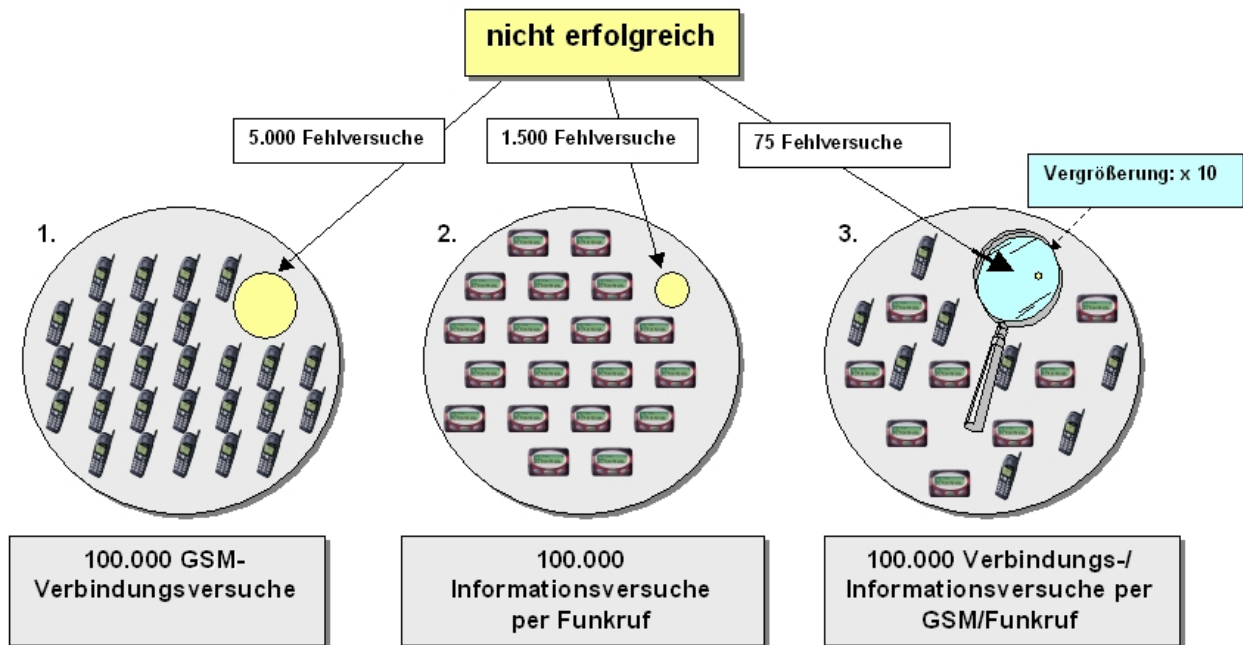 nicht erfolgreich
5.000 Fehlversuche
1.500 Fehlversuche
75 Fehlversuche
Vergrößerung: x 10
1.
2.
3.
100.000 GSM-
Verbindungsversuche
100.000
Informationsversuche
per Funkruf
100.000 Verbindungs-/
Informationsversuche per
GSM/Funkruf